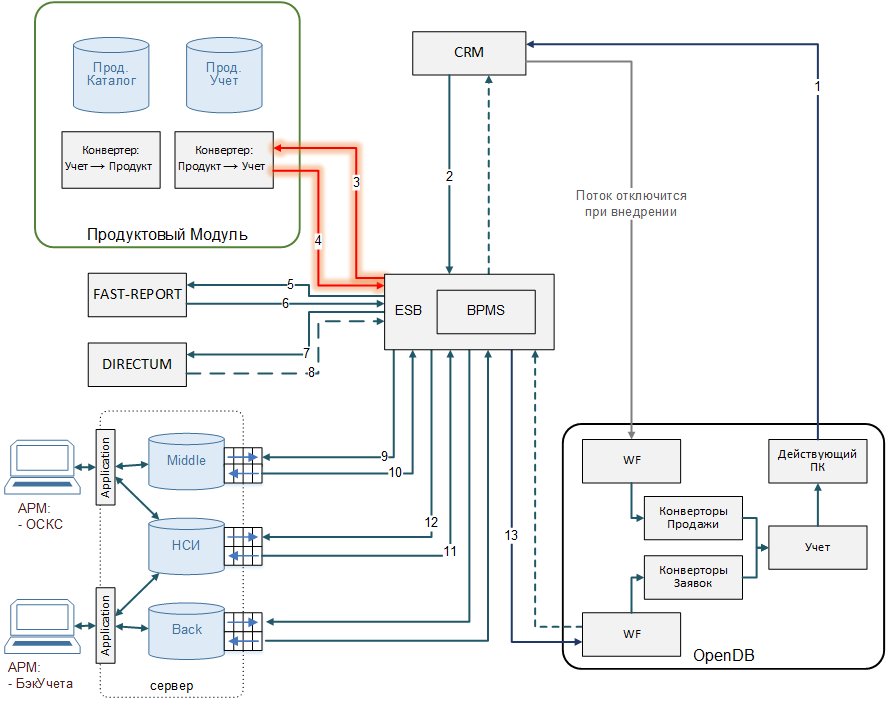 Прод.
Каталог
Прод.
Учет
Конвертер:
Учет → Продукт
Конвертер:
Продукт → Учет
Продуктовый Модуль
CRM
1
2
3
4
Поток отключится
при внедрении
FAST-REPORT
5
6
ESB
BPMS
DIRECTUM
7
8
Application
Middle
9
10
АРМ:
- ОСКС
НСИ
12
11
13
Application
Back
АРМ:
- БэкУчета
сервер
WF
Действующий
ПК
Конверторы
Продажи
Учет
Конверторы
Заявок
WF
OpenDB